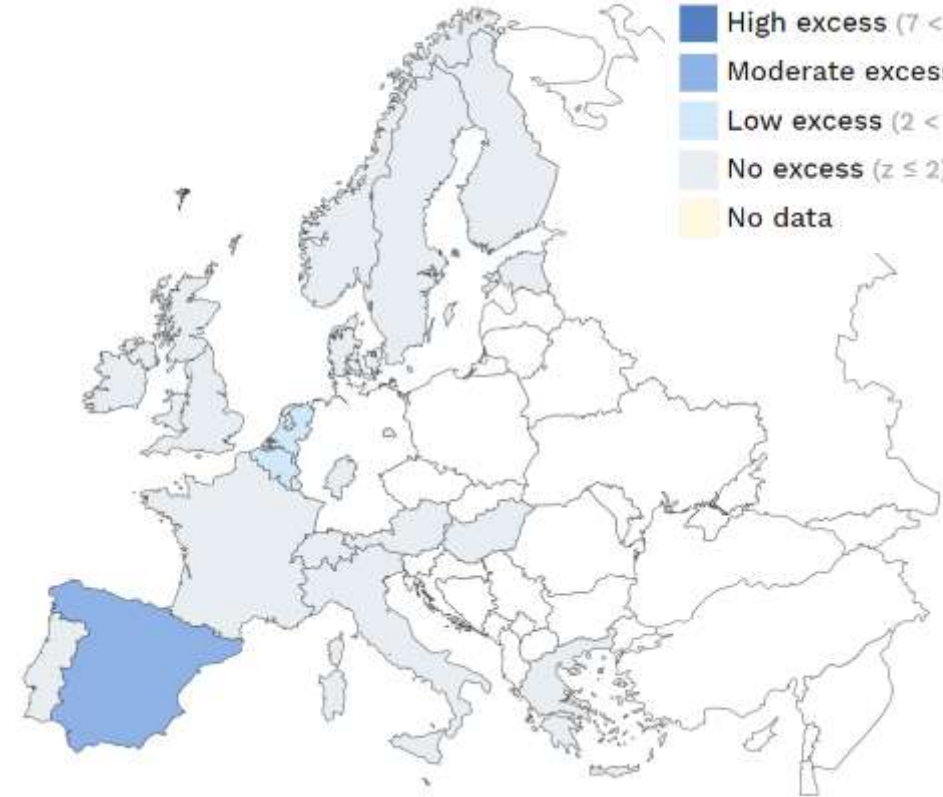 High excess (7 <
Moderate excess
Low excess (2 <
No excess (z ≤ 2)
No data